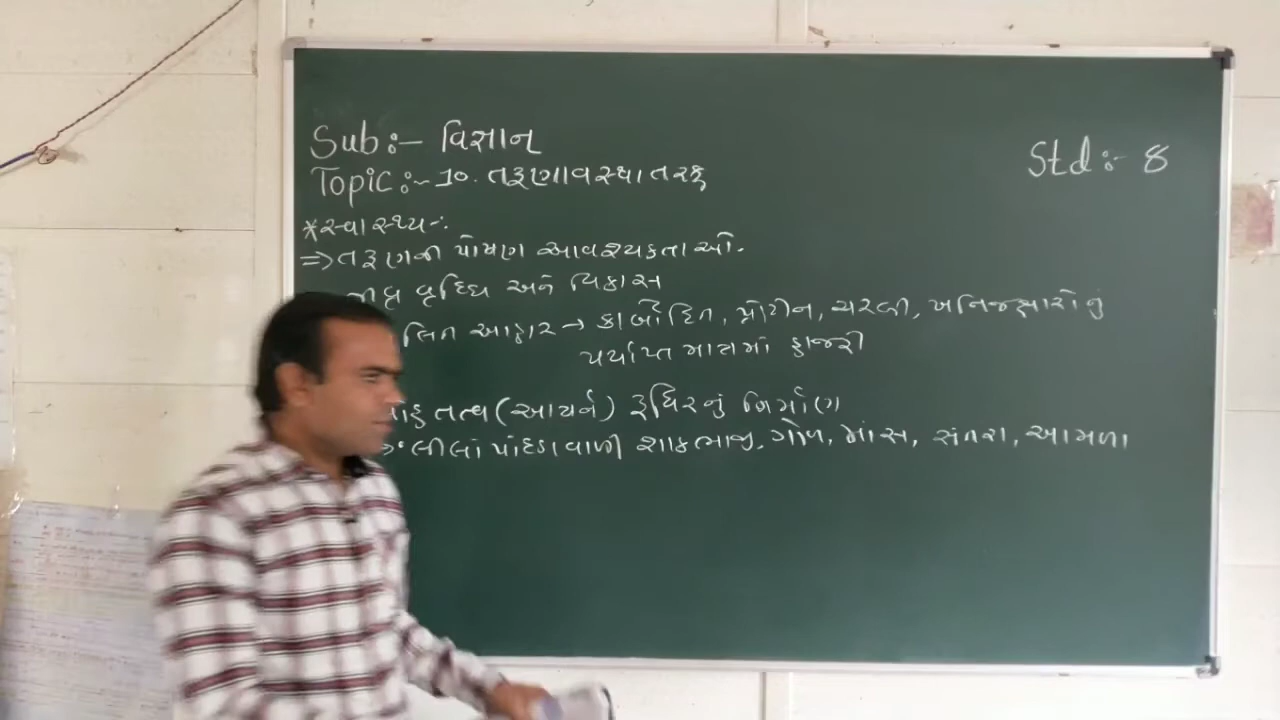 Sub:- વિજ્ઞાન
Std:- 8
Topic:- 10. તરૂણાવસ્થા તરફ
*સ્વાસ્થ્ય-:
=> તરૂણની પોષણ આવશ્યકતાઓ.
વૃધ્ધિ અને વિકાસ
આહાર → કાર્બોદિત, પ્રોટીન, ચરબી, ખનિજક્ષારોનું
પર્યાપ્ત માત્રમાં હાજરી
તત્વ (આયર્ન) રૂધિરનું નિર્માણ
લીલાં પાંદડાવાળી શાકભાજી, ગોળ, માંસ, સંતરા, આમળા